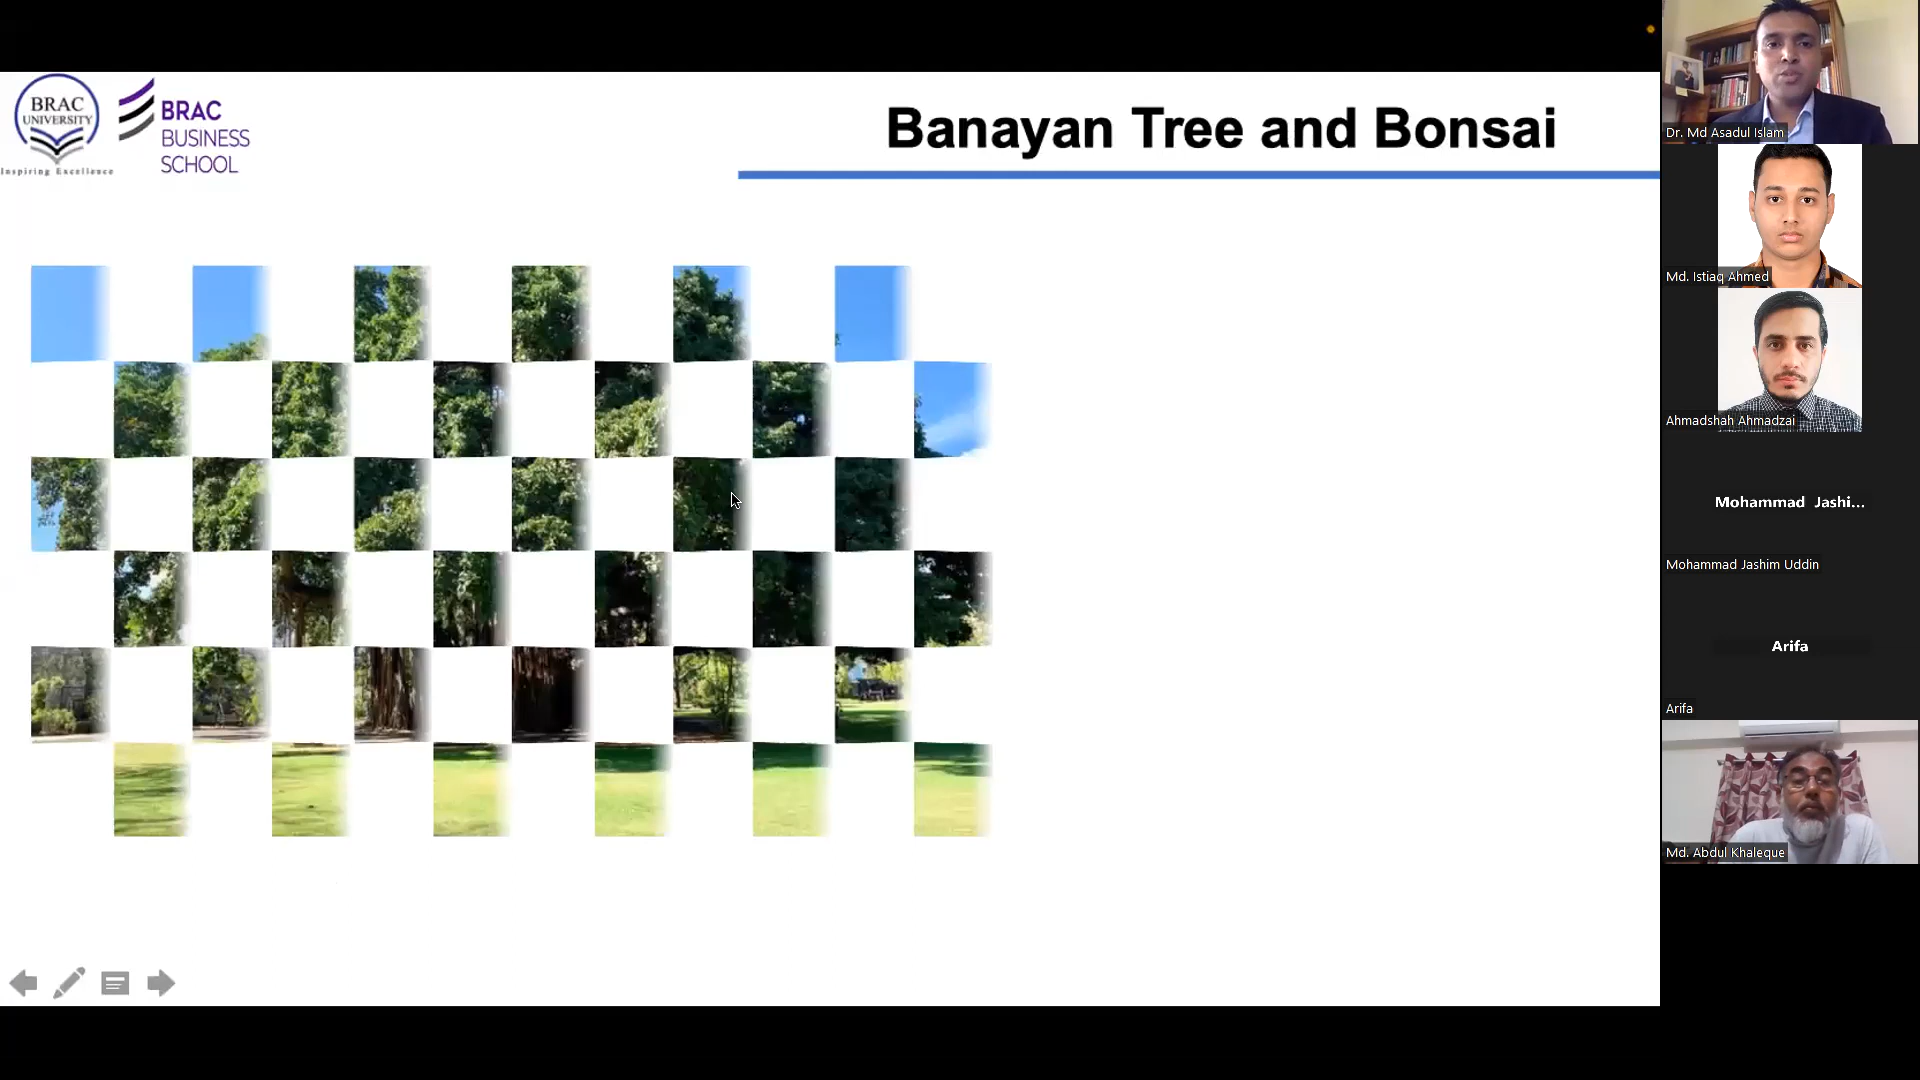 BRAC
UNIVERSITY
Inspiring Excellence
BRAC
BUSINESS
SCHOOL
Banayan Tree and Bonsai
Dr. Md Asadul Islam
Md. Istiaq Ahmed
Ahmadshah Ahmadzai
Mohammad Jashi...
Mohammad Jashim Uddin
Arifa
Arifa
Md. Abdul Khaleque